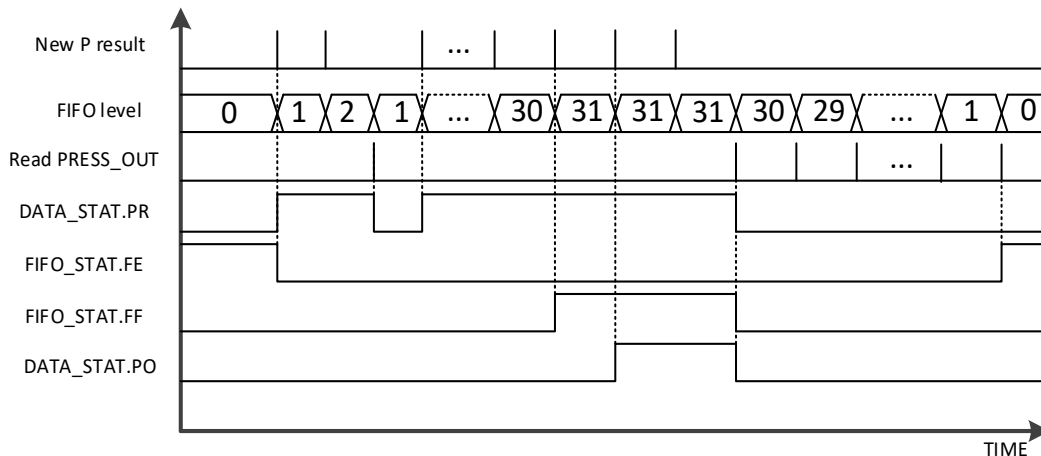 New P result ...
FIFO level 0 1 2 1 ... 30 31 31 31 30 29 ... 1 0
Read PRESS_OUT ...
DATA_STAT.PR
FIFO_STAT.FE
FIFO_STAT.FF
DATA_STAT.PO
TIME